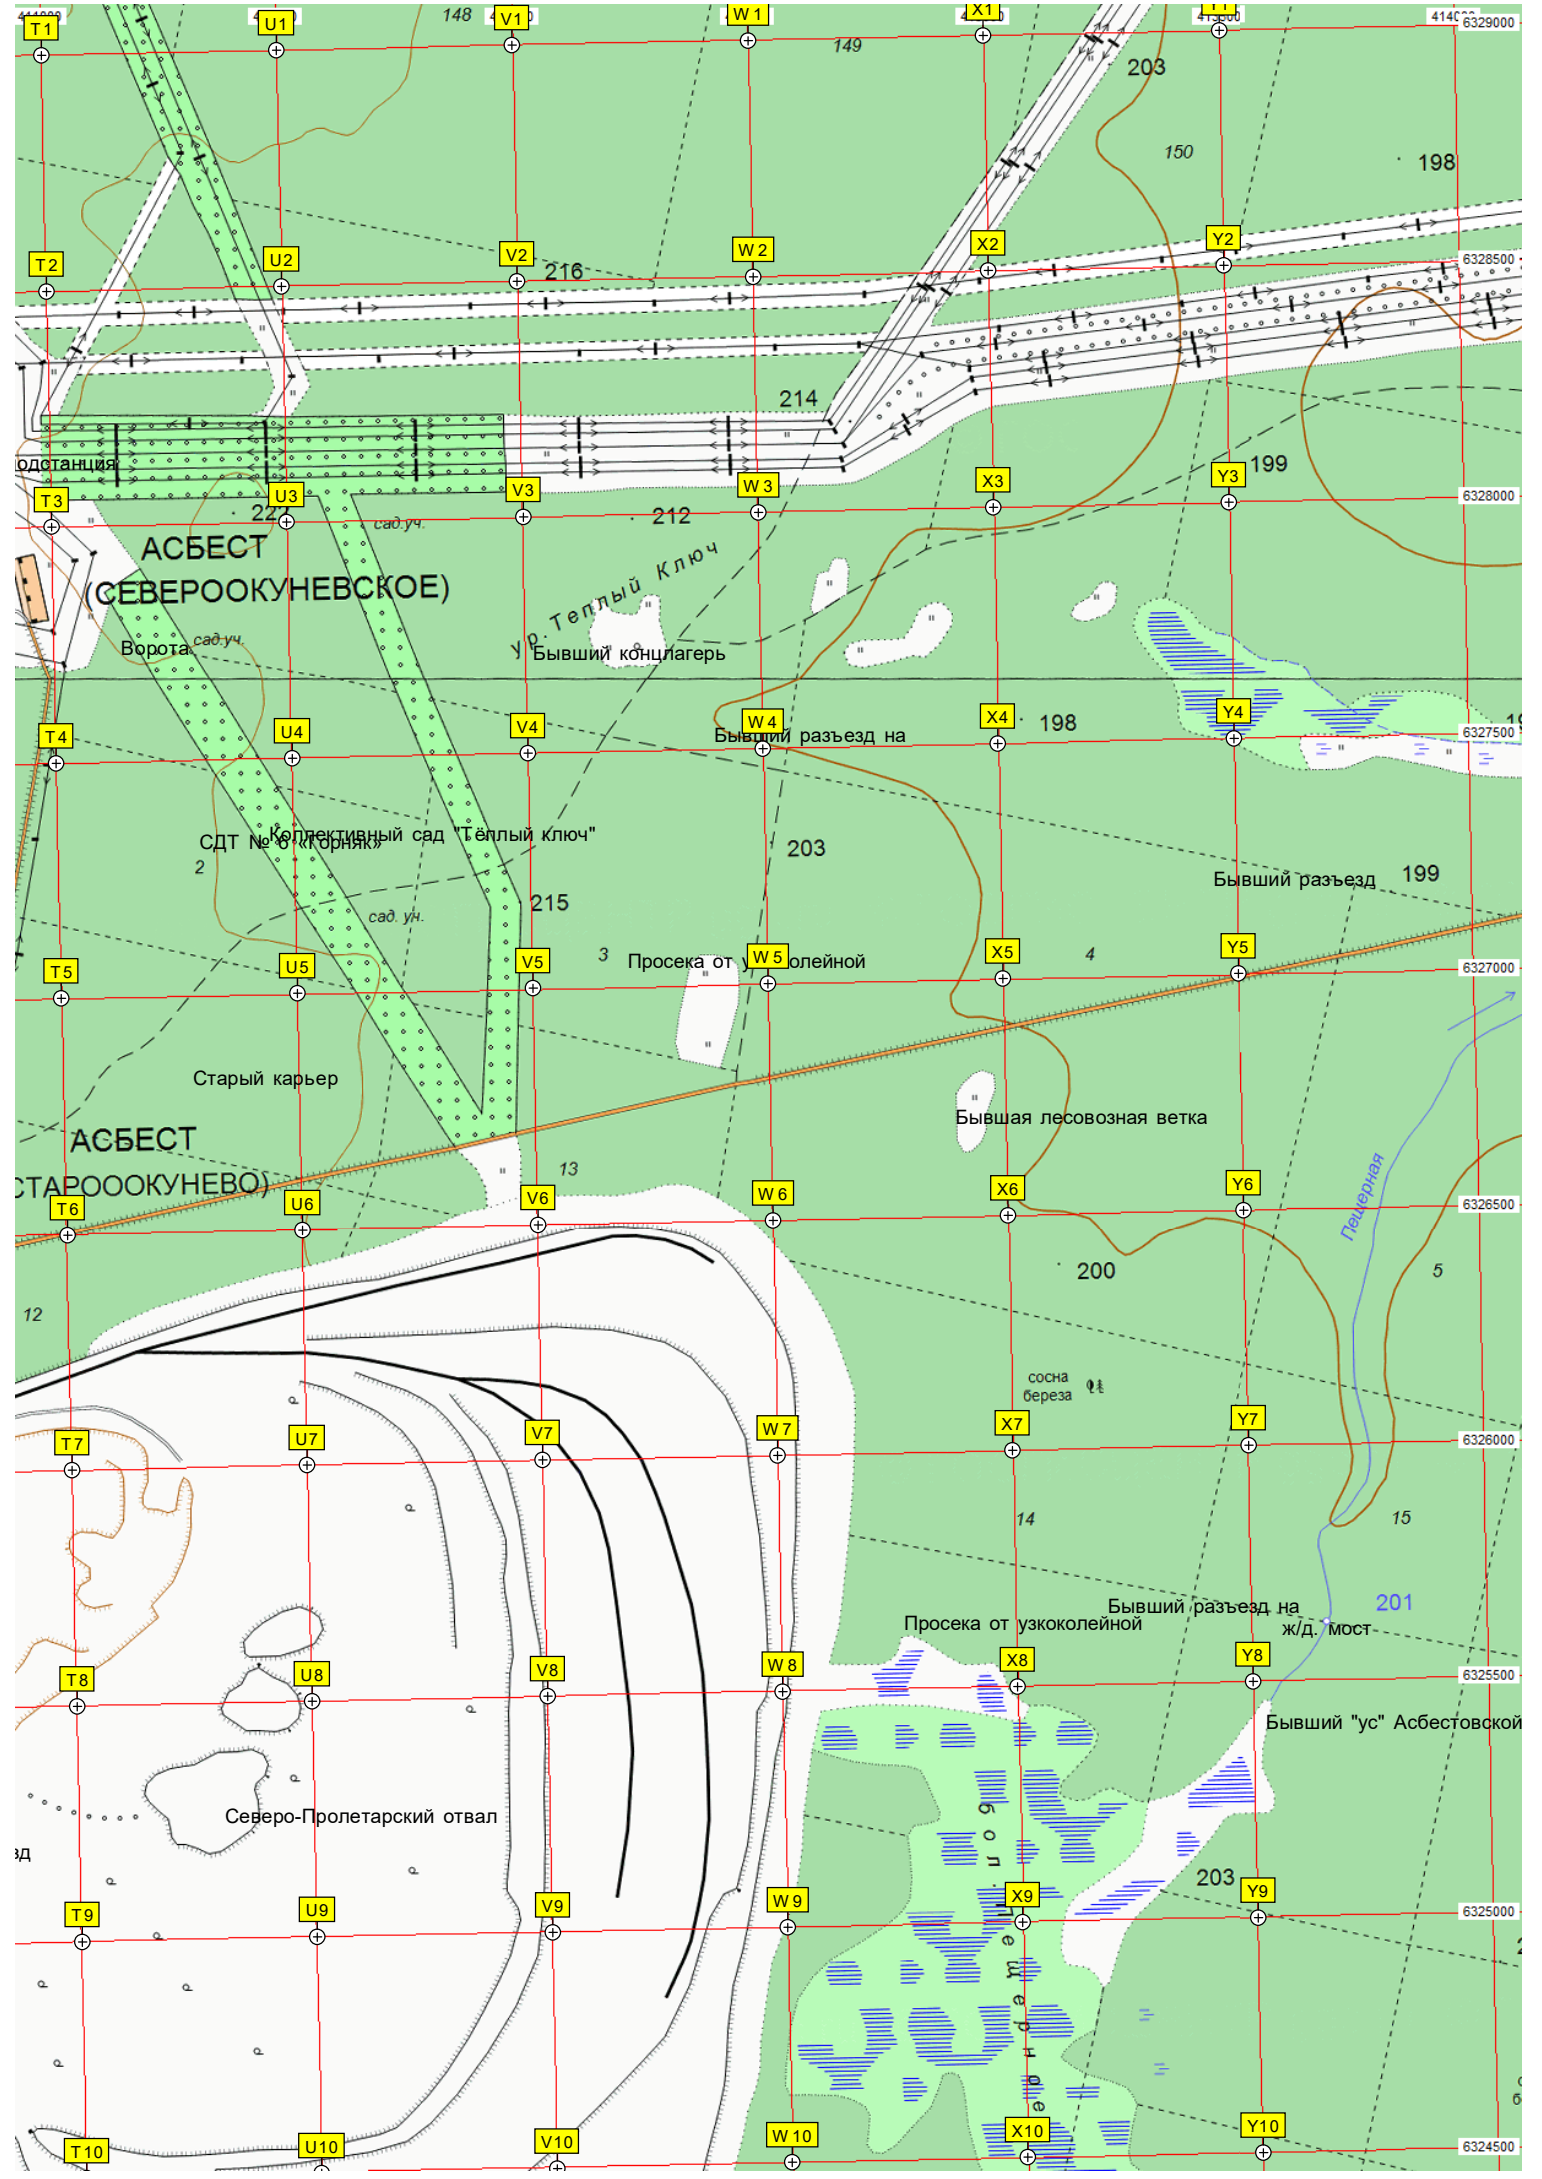 T1
U1
V1
W1
X1
148
149
6329000
203
150
198
T2
U2
V2
W2
X2
Y2
216
6328500
214
одстанция
199
T3
U3
V3
W3
X3
Y3
6328000
222
сад.уч.
212
АСБЕСТ
(СЕВЕРООКУНЕВСКОЕ)
ур. Теплый Ключ
Ворота
сад.уч.
Бывший концлагерь
T4
U4
V4
W4
X4
198
Y4
6327500
Бывший разъезд на
Коллективный сад "Тёплый ключ"
СДТ № 6 «Горняк»
2
203
Бывший разъезд
199
215
сад. уч.
3
4
Просека от узкоколейной
T5
U5
V5
W5
X5
Y5
6327000
Старый карьер
Бывшая лесовозная ветка
АСБЕСТ
СТАРОООКУНЕВО)
13
Пещерная
T6
U6
V6
W6
X6
Y6
6326500
200
5
12
сосна
береза
T7
U7
V7
W7
X7
Y7
6326000
14
15
Бывший разъезд на
201
Просека от узкоколейной
ж/д. мост
T8
U8
V8
W8
X8
Y8
6325500
Бывший "ус" Асбестовской
Северо-Пролетарский отвал
зд
бол. Пещерное
203
T9
U9
V9
W9
X9
Y9
6325000
T10
U10
V10
W10
X10
Y10
6324500